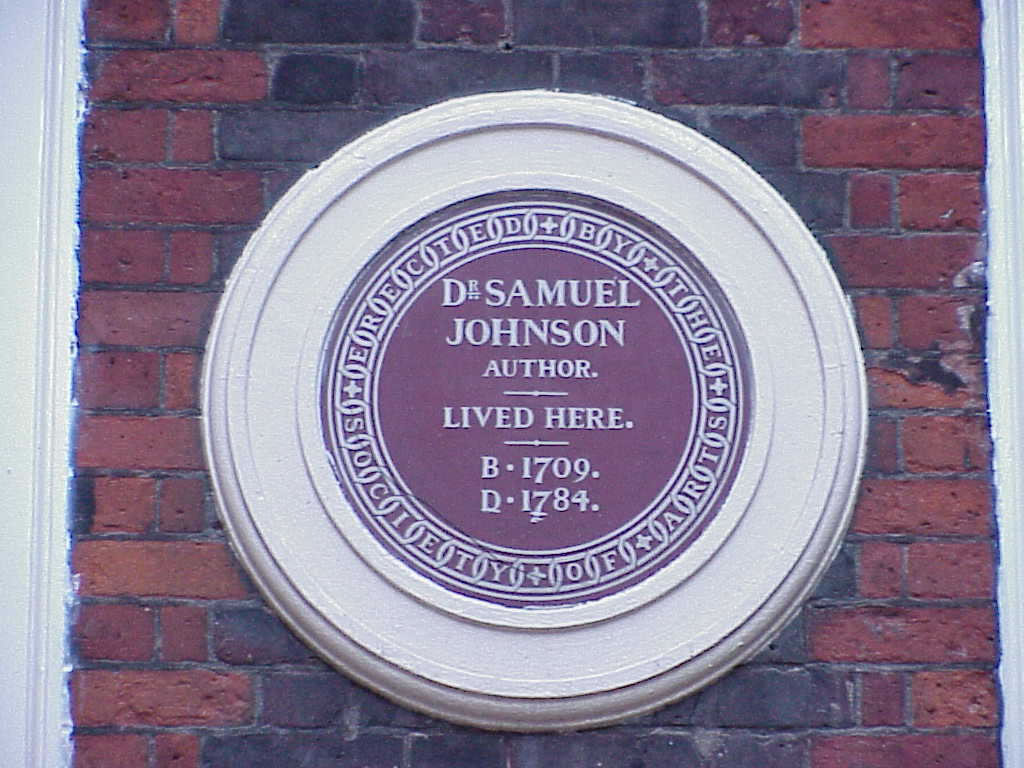 DR SAMUEL
JOHNSON
AUTHOR.
LIVED HERE.
B·1709.
D·1784.
ERECTED BY THE SOCIETY OF ARTS